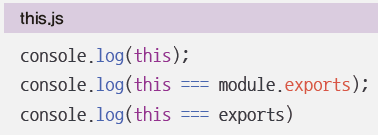 this.js
console.log(this);
console.log(this === module.exports);
console.log(this === exports)